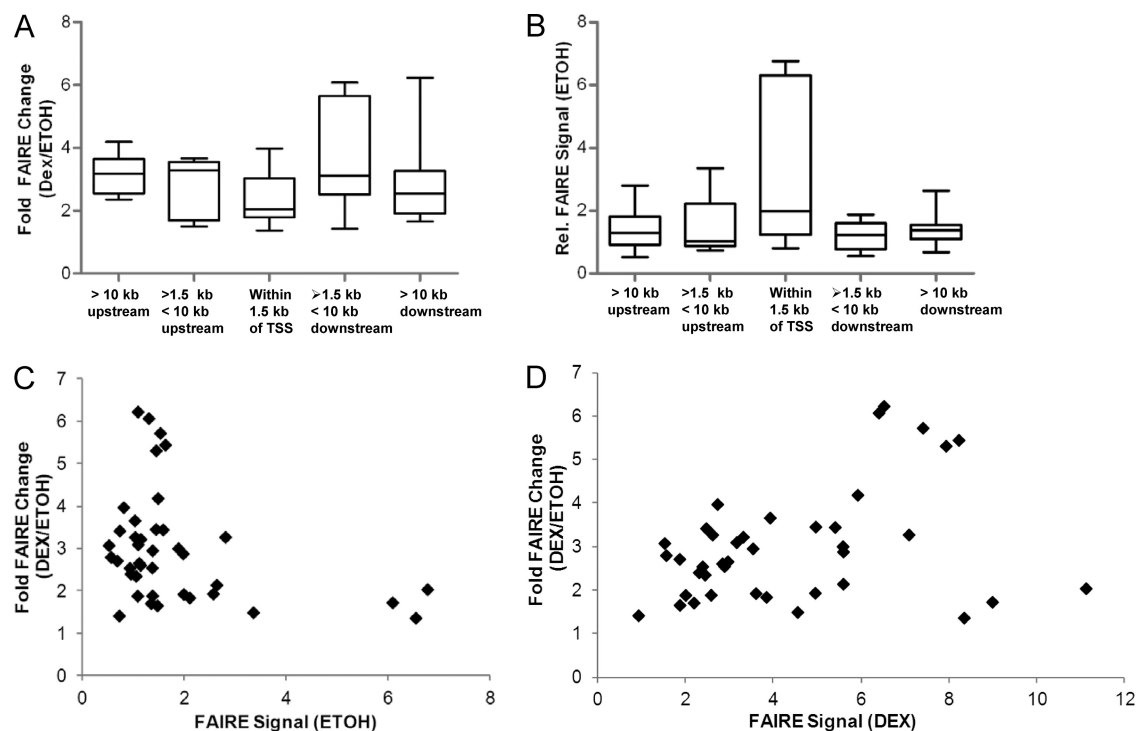 A
Fold FAIRE Change
(Dex/ETOH)
8
6
4
2
0
> 10 kb
upstream
>1.5 kb
< 10 kb
upstream
Within
1.5 kb
of TSS
➢1.5 kb
< 10 kb
downstream
> 10 kb
downstream
B
Rel. FAIRE Signal (ETOH)
8
6
4
2
0
> 10 kb
upstream
>1.5 kb
< 10 kb
upstream
Within
1.5 kb
of TSS
➢1.5 kb
< 10 kb
downstream
> 10 kb
downstream
C
Fold FAIRE Change
(DEX/ETOH)
7
6
5
4
3
2
1
0
0 2 4 6 8
FAIRE Signal (ETOH)
D
Fold FAIRE Change
(DEX/ETOH)
7
6
5
4
3
2
1
0
0 2 4 6 8 10 12
FAIRE Signal (DEX)